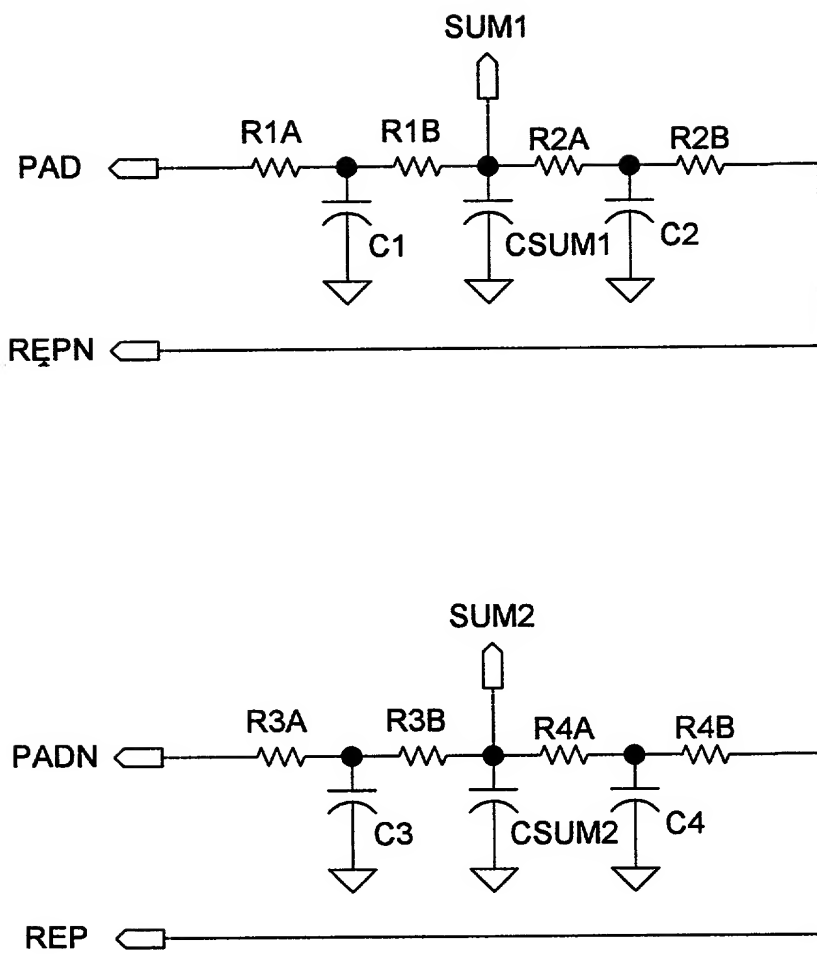 SUM1
R1A R1B R2A R2B
PAD
C1 CSUM1 C2
REPN
SUM2
R3A R3B R4A R4B
PADN
C3 CSUM2 C4
REP